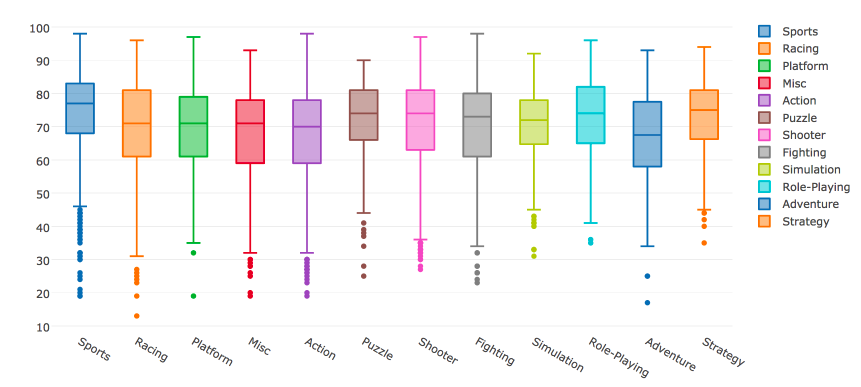 100
90
80
70
60
50
40
30
20
10
Sports
Racing
Platform
Misc
Action
Puzzle
Shooter
Fighting
Simulation
Role-Playing
Adventure
Strategy
Sports
Racing
Platform
Misc
Action
Puzzle
Shooter
Fighting
Simulation
Role-Playing
Adventure
Strategy